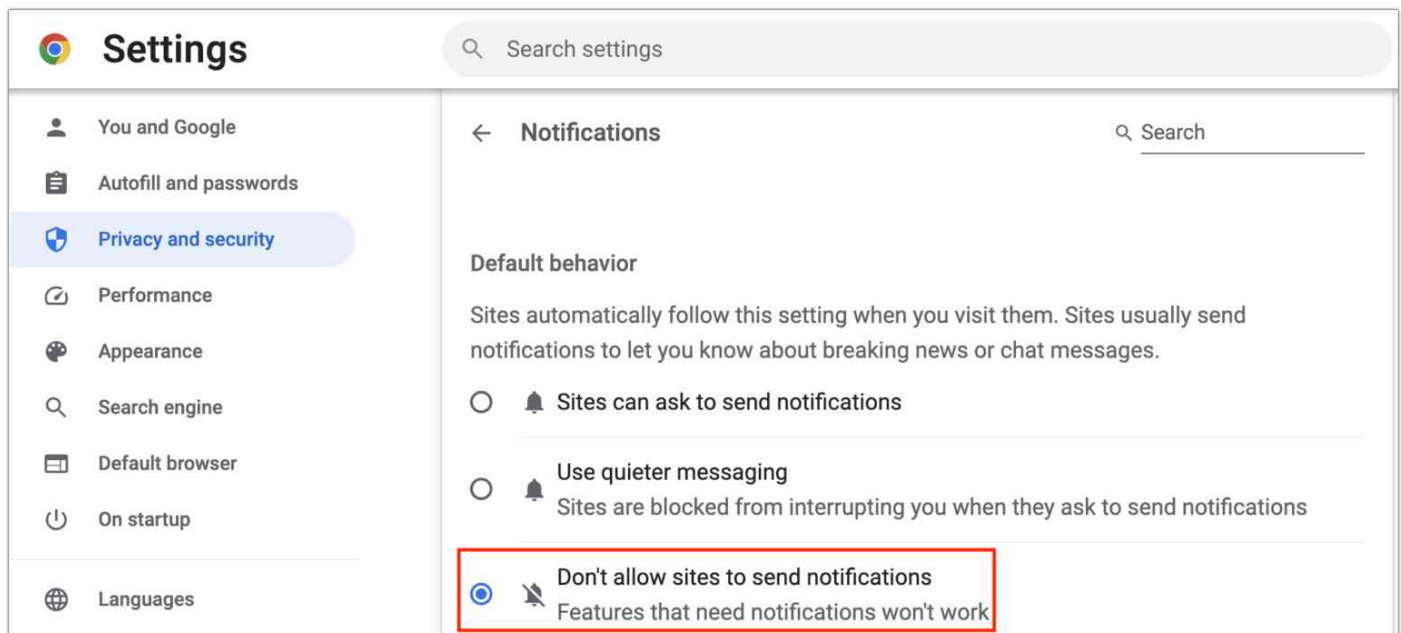 Settings
Search settings
You and Google
Autofill and passwords
Privacy and security
Performance
Appearance
Search engine
Default browser
On startup
Languages
Notifications
Search
Default behavior
Sites automatically follow this setting when you visit them. Sites usually send
notifications to let you know about breaking news or chat messages.
Sites can ask to send notifications
Use quieter messaging
Sites are blocked from interrupting you when they ask to send notifications
Don't allow sites to send notifications
Features that need notifications won't work